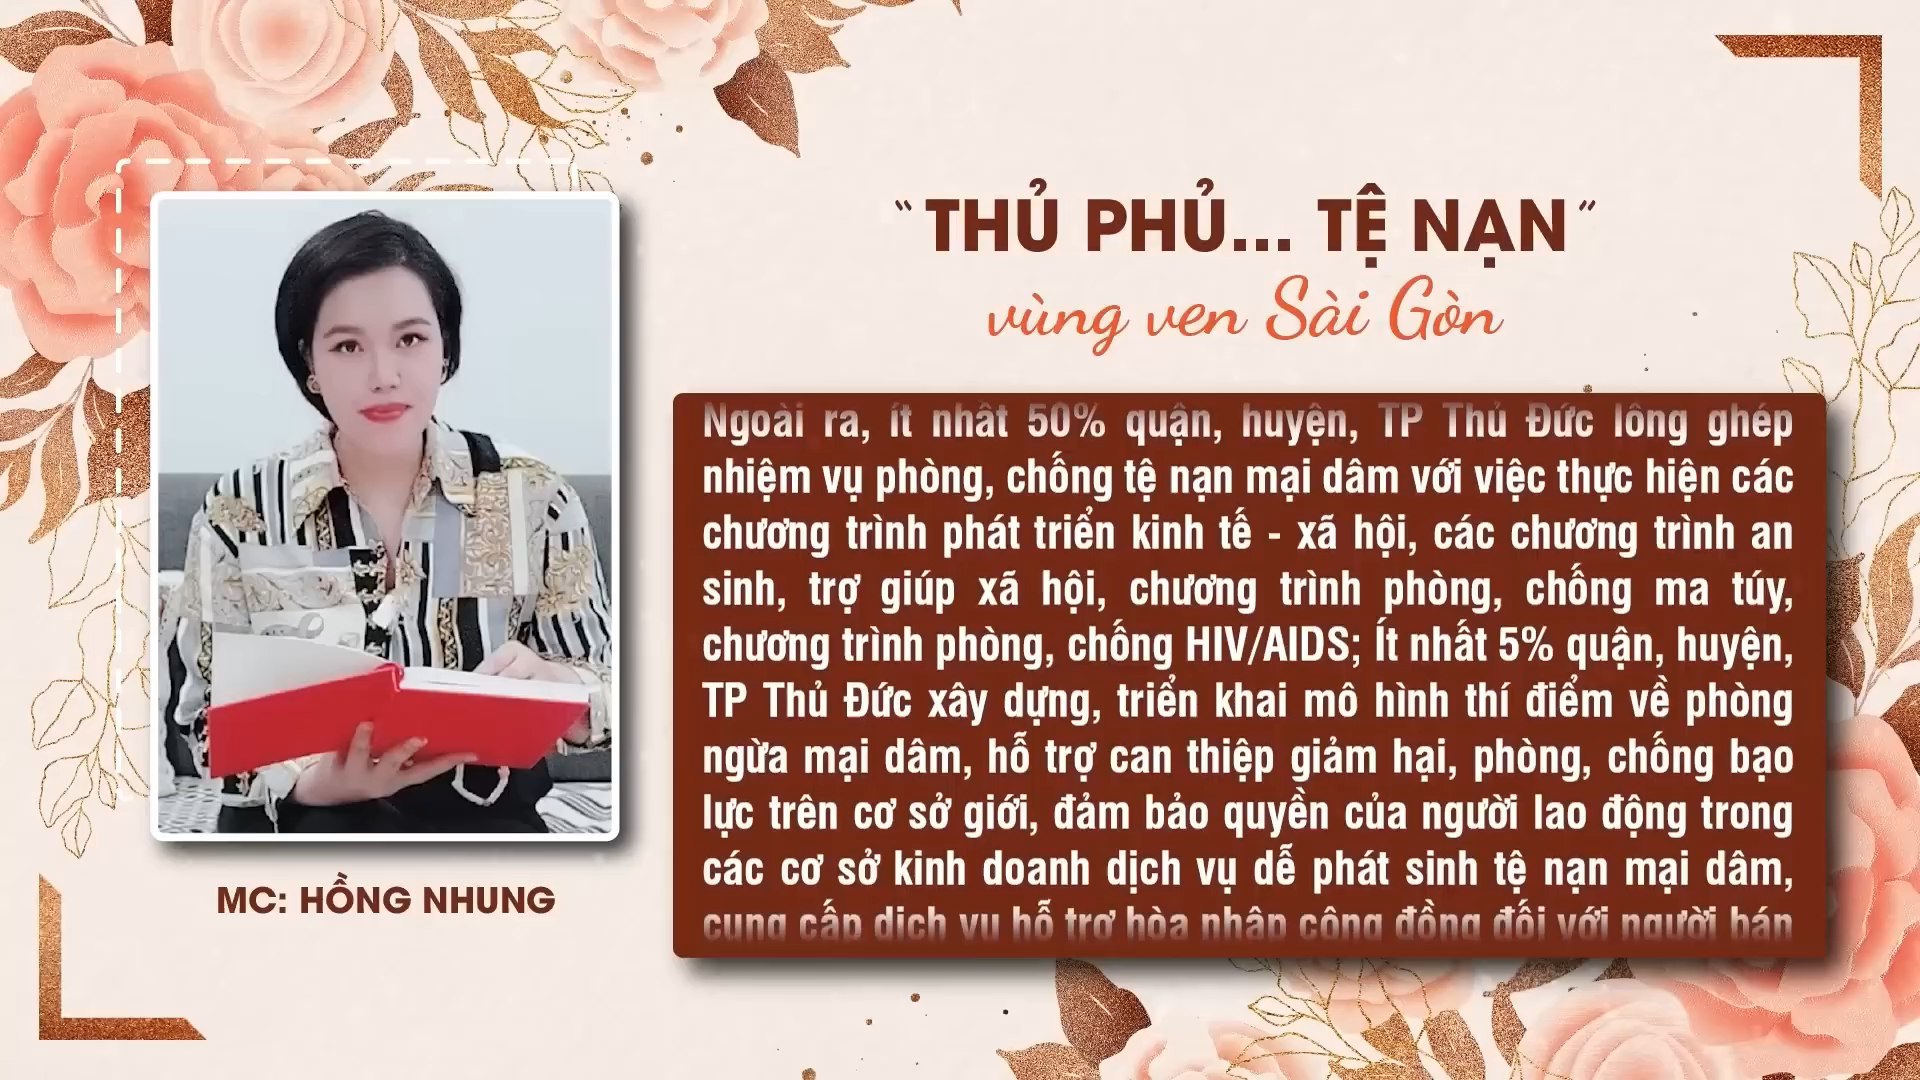 “THỦ PHỦ... TỆ NẠN”
vùng ven Sài Gòn
Ngoài ra, ít nhất 50% quận, huyện, TP Thủ Đức lồng ghép
nhiệm vụ phòng, chống tệ nạn mại dâm với việc thực hiện các
chương trình phát triển kinh tế - xã hội, các chương trình an
sinh, trợ giúp xã hội, chương trình phòng, chống ma túy,
chương trình phòng, chống HIV/AIDS; Ít nhất 5% quận, huyện,
TP Thủ Đức xây dựng, triển khai mô hình thí điểm về phòng
ngừa mại dâm, hỗ trợ can thiệp giảm hại, phòng, chống bạo
lực trên cơ sở giới, đảm bảo quyền của người lao động trong
các cơ sở kinh doanh dịch vụ dễ phát sinh tệ nạn mại dâm,
cung cấp dịch vụ hỗ trợ hòa nhập cộng đồng đối với người bán
MC: HỒNG NHUNG